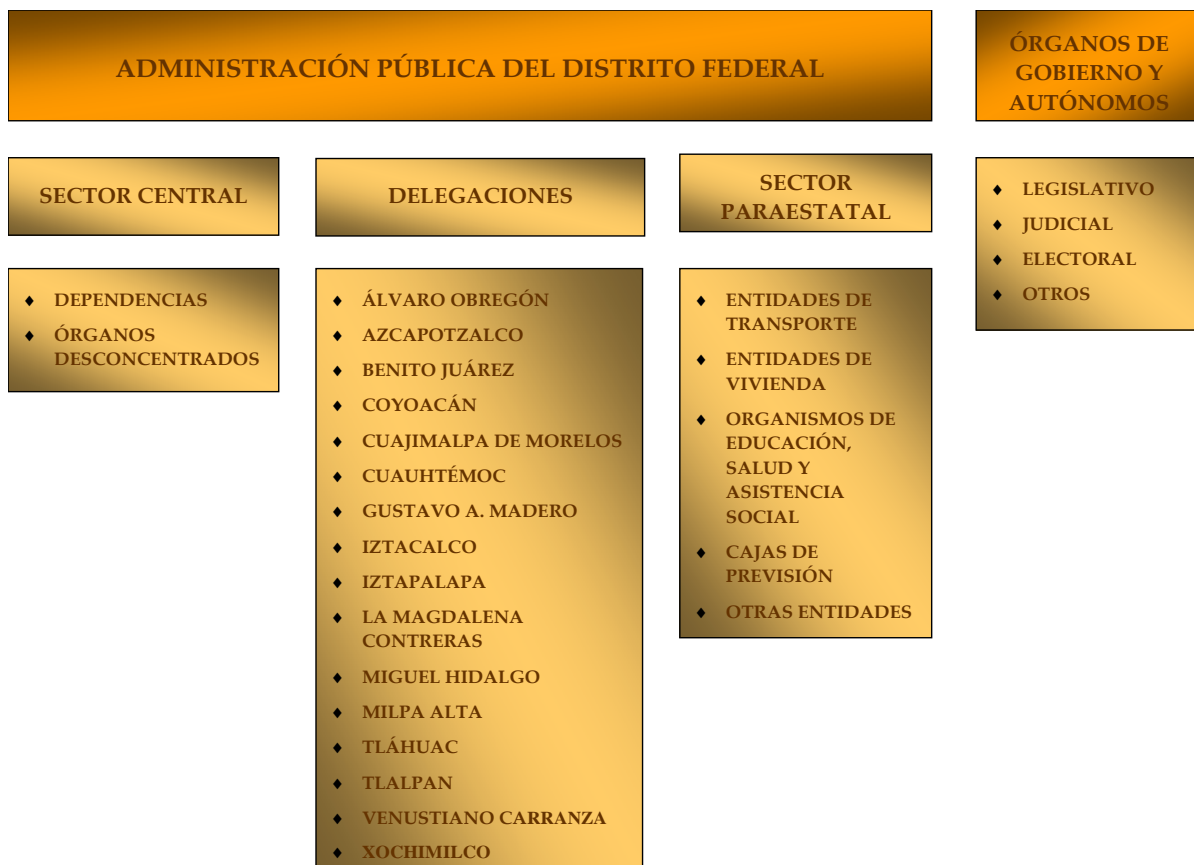 ADMINISTRACIÓN PÚBLICA DEL DISTRITO FEDERAL
ÓRGANOS DE
GOBIERNO Y
AUTÓNOMOS
SECTOR CENTRAL
♦ DEPENDENCIAS
♦ ÓRGANOS
DESCONCENTRADOS
DELEGACIONES
♦ ÁLVARO OBREGÓN
♦ AZCAPOTZALCO
♦ BENITO JUÁREZ
♦ COYOACÁN
♦ CUAJIMALPA DE MORELOS
♦ CUAUHTÉMOC
♦ GUSTAVO A. MADERO
♦ IZTACALCO
♦ IZTAPALAPA
♦ LA MAGDALENA
CONTRERAS
♦ MIGUEL HIDALGO
♦ MILPA ALTA
♦ TLÁHUAC
♦ TLALPAN
♦ VENUSTIANO CARRANZA
♦ XOCHIMILCO
SECTOR
PARAESTATAL
♦ ENTIDADES DE
TRANSPORTE
♦ ENTIDADES DE
VIVIENDA
♦ ORGANISMOS DE
EDUCACIÓN,
SALUD Y
ASISTENCIA
SOCIAL
♦ CAJAS DE
PREVISIÓN
♦ OTRAS ENTIDADES
♦ LEGISLATIVO
♦ JUDICIAL
♦ ELECTORAL
♦ OTROS